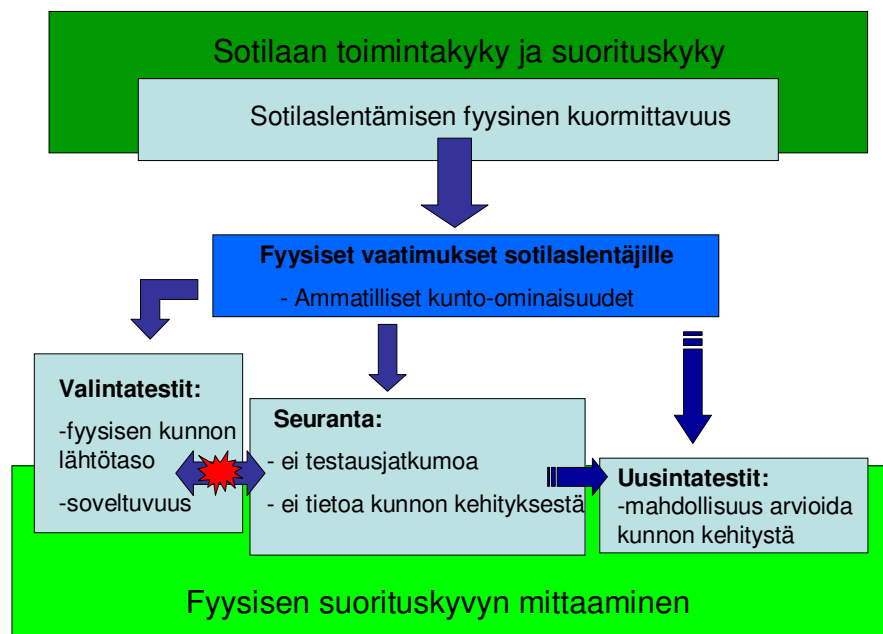 Sotilaan toimintakyky ja suorituskyky
Sotilaslentämisen fyysinen kuormittavuus
Fyysiset vaatimukset sotilaslentäjille
- Ammatilliset kunto-ominaisuudet
Valintatestit:
-fyysisen kunnon
lähtötaso
-soveltuvuus
Seuranta:
- ei testausjatkumoa
- ei tietoa kunnon kehityksestä
Uusintatestit:
-mahdollisuus arvioida
kunnon kehitystä
Fyysisen suorituskyvyn mittaaminen